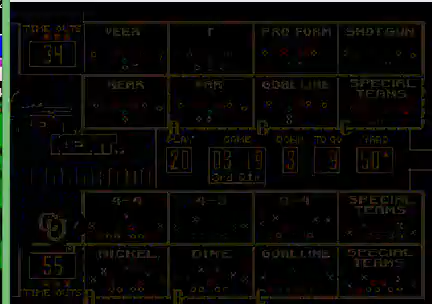 TIME OUTS
34
VEER
T
PRO FORM
SHOTGUN
NEAR
FAR
GOALLINE
SPECIAL
TEAMS
PLAY
GAME
DOWN
TO GO
YARD
20
03 19
3
9
50
3rd Qtr
4-4
4-3
3-4
SPECIAL
TEAMS
55
TIME OUTS
NICKEL
DIME
GOALLINE
SPECIAL
TEAMS